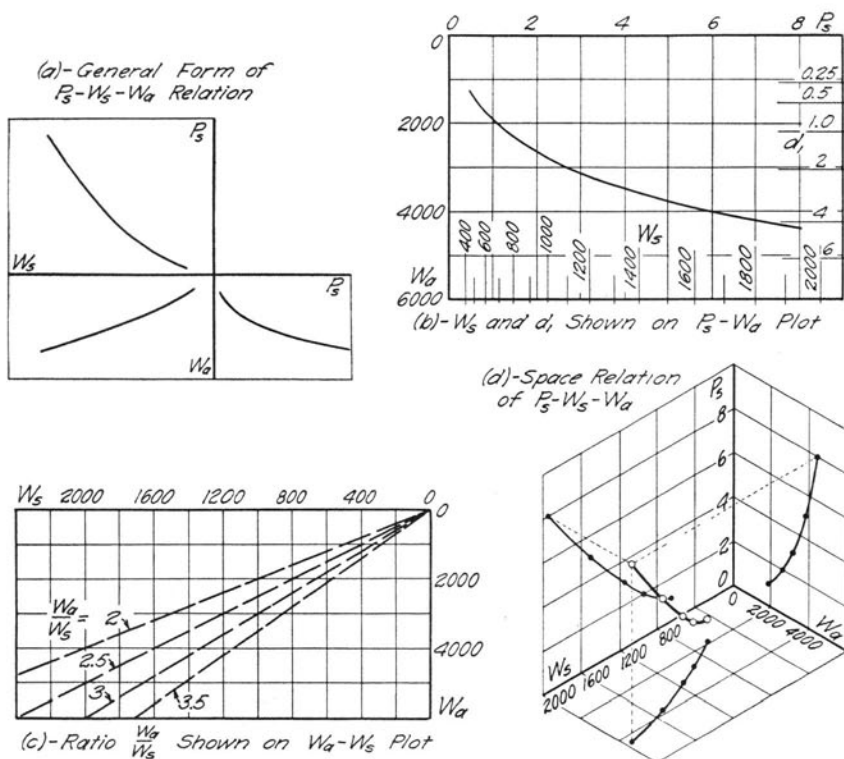 (a)-General Form of
Ps-Ws-Wa Relation
Ps
Ws
Ps
Wa
0 2 4 6 8 Ps
0
2000
4000
Wa
6000
0.25
0.5
1.0
d1
2
4
6
Ws
400 600 800 1000 1200 1400 1600 1800 2000
(b)-Ws and d1 Shown on Ps-Wa Plot
(d)-Space Relation
of Ps-Ws-Wa
Ps
8
6
4
2
0
0
2000
4000
Wa
Ws
2000 1600 1200 800
Ws 2000 1600 1200 800 400 0
0
2000
4000
Wa
Wa/Ws =
2
2.5
3
3.5
(c)-Ratio Wa/Ws Shown on Wa-Ws Plot